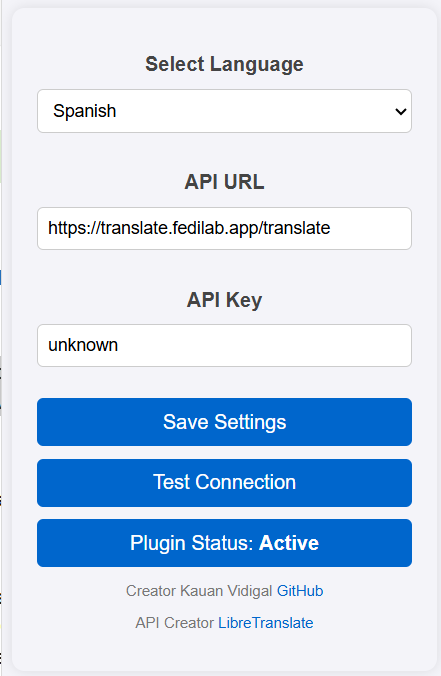 Select Language
Spanish
API URL
https://translate.fedilab.app/translate
API Key
unknown
Save Settings
Test Connection
Plugin Status: Active
Creator Kauan Vidigal GitHub
API Creator LibreTranslate